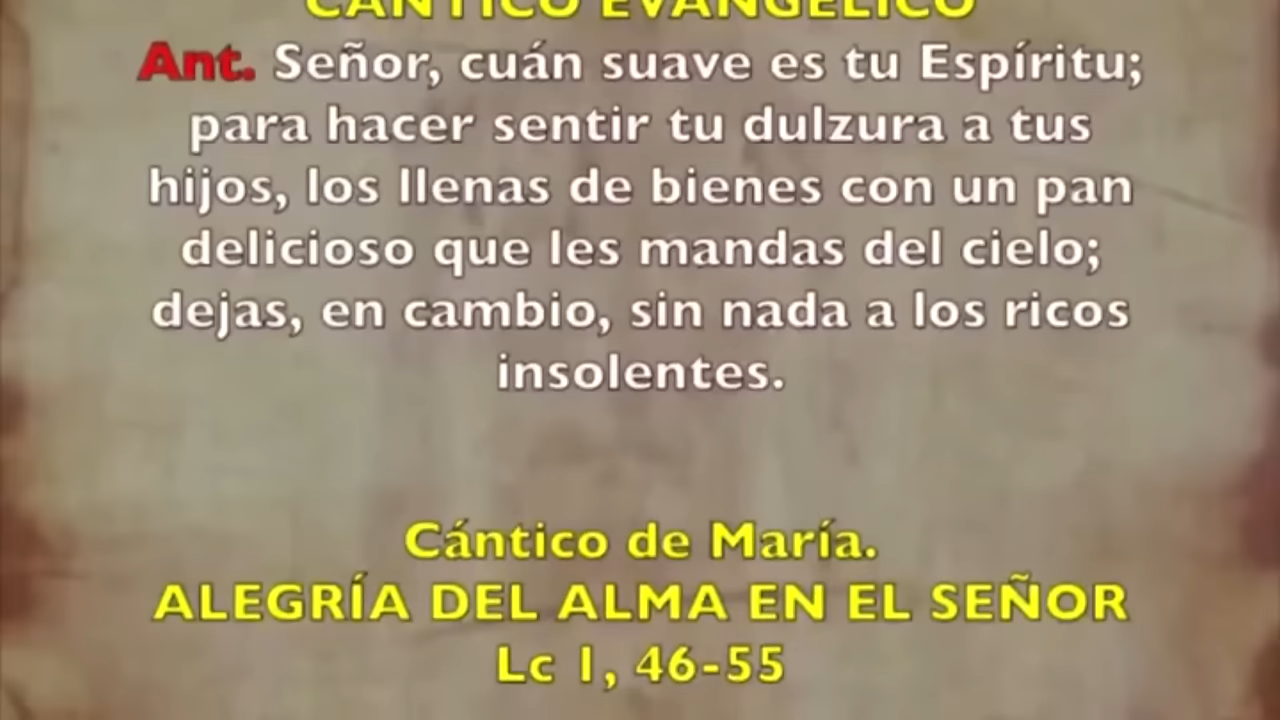 CÁNTICO EVANGÉLICO
Ant. Señor, cuán suave es tu Espíritu;
para hacer sentir tu dulzura a tus
hijos, los llenas de bienes con un pan
delicioso que les mandas del cielo;
dejas, en cambio, sin nada a los ricos
insolentes.
Cántico de María.
ALEGRÍA DEL ALMA EN EL SEÑOR
Lc 1, 46-55